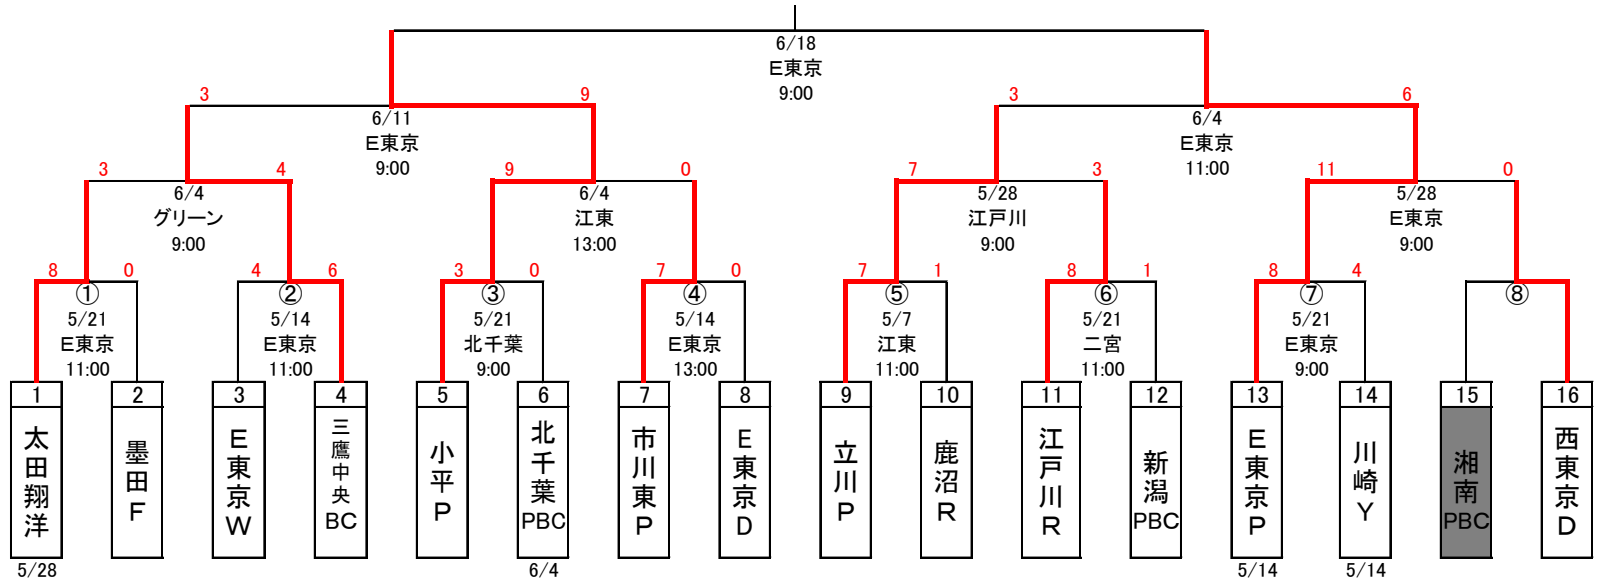 6/18
E東京
9:00
3 9 3 6
6/11 6/4
E東京 E東京
9:00 11:00
3 4 9 0 7 3 11 0
6/4 6/4 5/28 5/28
グリーン 江東 江戸川 E東京
9:00 13:00 9:00 9:00
8 0 4 6 3 0 7 0 7 1 8 1 8 4
① ② ③ ④ ⑤ ⑥ ⑦ ⑧
5/21 5/14 5/21 5/14 5/7 5/21 5/21
E東京 E東京 北千葉 E東京 江東 二宮 E東京
11:00 11:00 9:00 13:00 11:00 11:00 9:00
1 2 3 4 5 6 7 8 9 10 11 12 13 14 15 16
太田翔洋
墨田F
E東京W
三鷹中央BC
小平P
北千葉PBC
市川東P
E東京D
立川P
鹿沼R
江戸川R
新潟PBC
E東京P
川崎Y
湘南PBC
西東京D
5/28 6/4 5/14 5/14